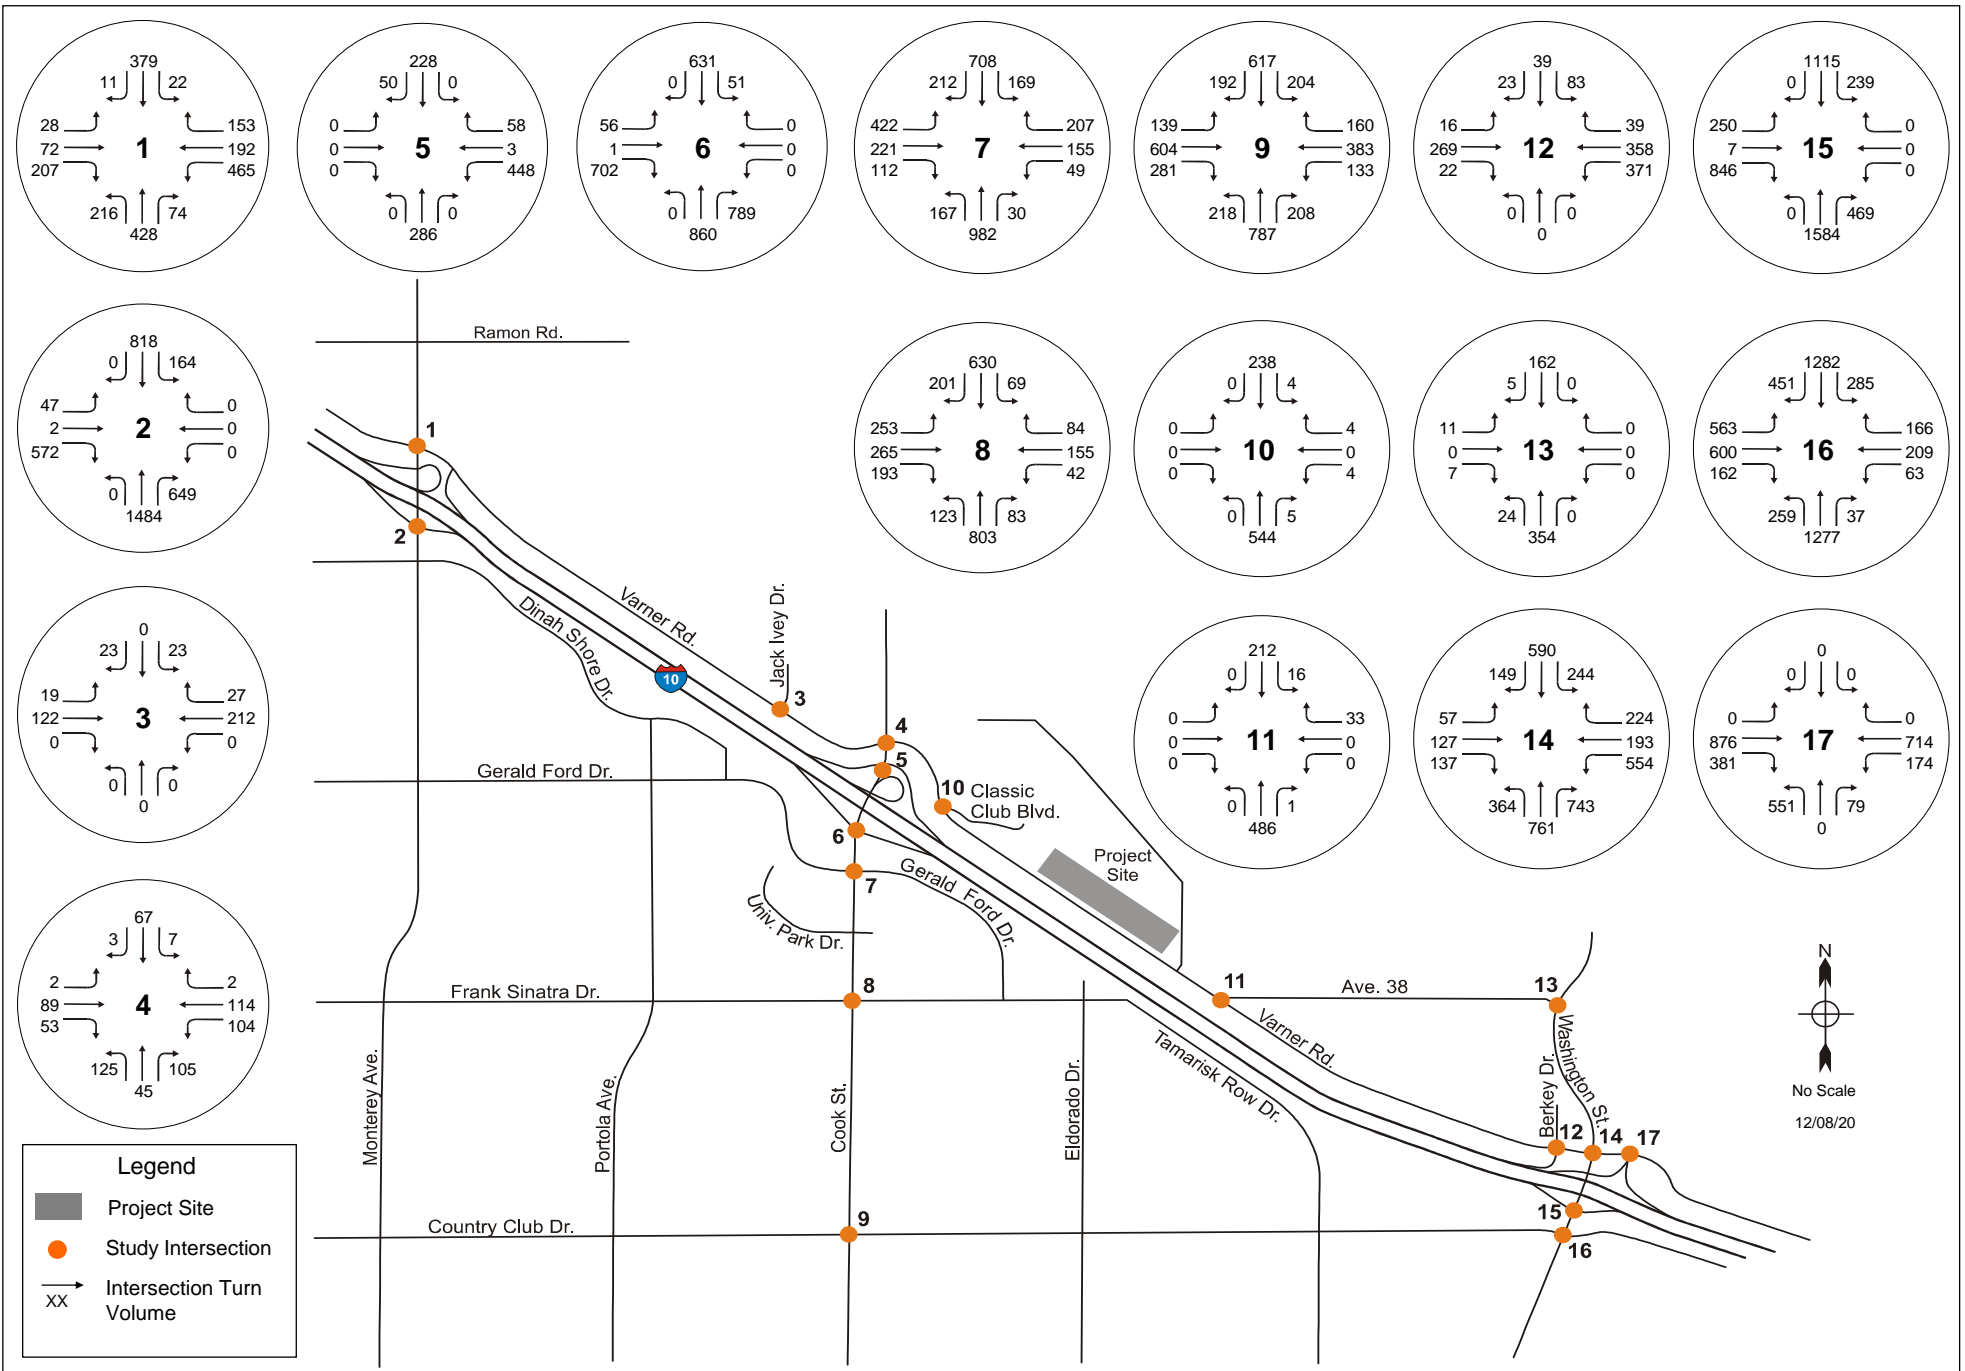 379
11 22
28 153
72 1 192
207 465
216 74
428
228
50 0
0 58
0 5 3
0 448
0 0
286
631
0 51
56 0
1 6 0
702 0
0 789
860
708
212 169
422 207
221 7 155
112 49
167 30
982
617
192 204
139 160
604 9 383
281 133
218 208
787
39
23 83
16 39
269 12 358
22 371
0 0
0
1115
0 239
250 0
7 15 0
846 0
0 469
1584
818
0 164
47 0
2 2 0
572 0
0 649
1484
630
201 69
253 84
265 8 155
193 42
123 83
803
238
0 4
0 4
0 10 0
0 4
0 5
544
162
5 0
11 0
0 13 0
7 0
24 0
354
1282
451 285
563 166
600 16 209
162 63
259 37
1277
0
23 23
19 27
122 3 212
0 0
0 0
0
212
0 16
0 33
0 11 0
0 0
0 1
486
590
149 244
57 224
127 14 193
137 554
364 743
761
0
0 0
0 0
876 17 714
381 174
551 79
0
67
3 7
2 2
89 4 114
53 104
125 105
45
Ramon Rd.
1
2
Varner Rd.
Dinah Shore Dr.
10
Jack Ivey Dr.
3
4
5
Gerald Ford Dr.
10
Classic
Club Blvd.
6
7
Gerald Ford Dr.
Project
Site
Univ. Park Dr.
Frank Sinatra Dr.
8
11
Ave. 38
13
Varner Rd.
Tamarisk Row Dr.
Washington St.
Berkey Dr.
Monterey Ave.
Portola Ave.
Cook St.
Eldorado Dr.
12
14
17
15
16
Country Club Dr.
9
N
No Scale
12/08/20
Legend
Project Site
Study Intersection
XX
Intersection Turn
Volume